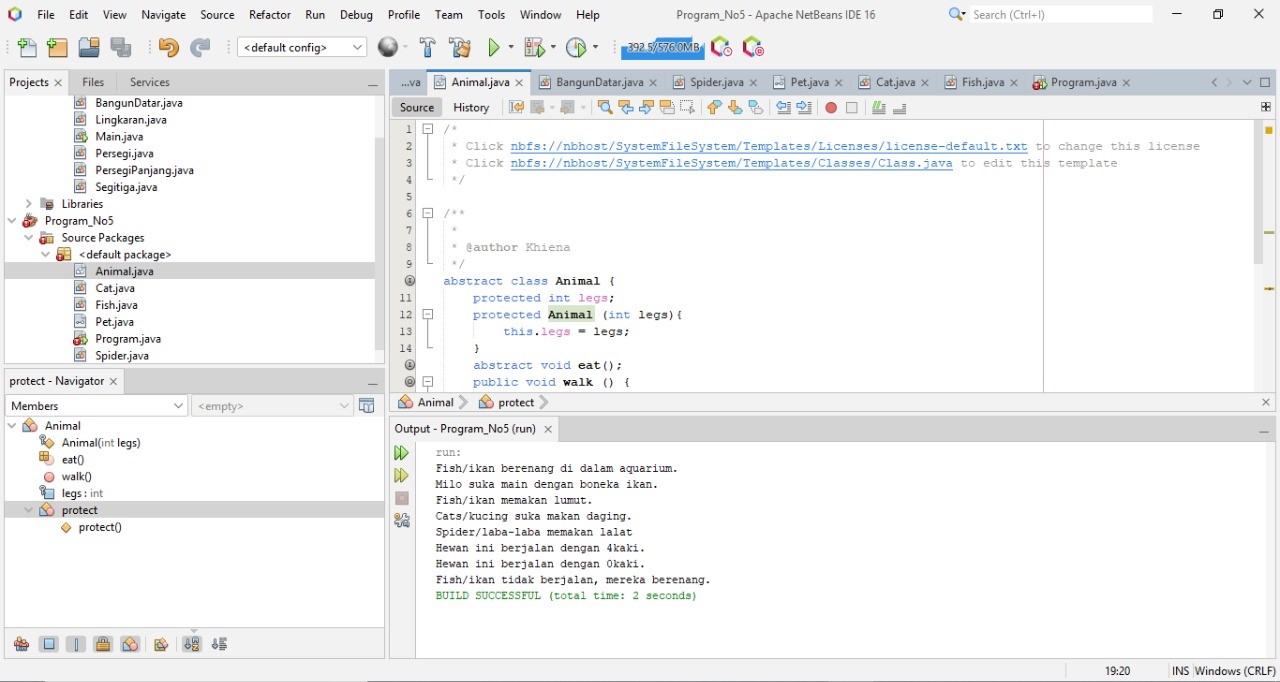 File Edit View Navigate Source Refactor Run Debug Profile Team Tools Window Help Program_No5 - Apache NetBeans IDE 16 Search (Ctrl+I)
<default config> 392.5/576.0MB
Projects Files Services
BangunDatar.java
Lingkaran.java
Main.java
Persegi.java
PersegiPanjang.java
Segitiga.java
Libraries
Program_No5
Source Packages
<default package>
Animal.java
Cat.java
Fish.java
Pet.java
Program.java
Spider.java
protect - Navigator
Members <empty>
Animal
Animal(int legs)
eat()
walk()
legs : int
protect
protect()
...va Animal.java BangunDatar.java Spider.java Pet.java Cat.java Fish.java Program.java
Source History
1 /*
2 * Click nbfs://nbhost/SystemFileSystem/Templates/Licenses/license-default.txt to change this license
3 * Click nbfs://nbhost/SystemFileSystem/Templates/Classes/Class.java to edit this template
4 */
5
6 /**
7 *
8 * @author Khiena
9 */
abstract class Animal {
11 protected int legs;
12 protected Animal (int legs){
13 this.legs = legs;
14 }
abstract void eat();
public void walk () {
Animal protect
Output - Program_No5 (run)
run:
Fish/ikan berenang di dalam aquarium.
Milo suka main dengan boneka ikan.
Fish/ikan memakan lumut.
Cats/kucing suka makan daging.
Spider/laba-laba memakan lalat
Hewan ini berjalan dengan 4kaki.
Hewan ini berjalan dengan 0kaki.
Fish/ikan tidak berjalan, mereka berenang.
BUILD SUCCESSFUL (total time: 2 seconds)
19:20 INS Windows (CRLF)